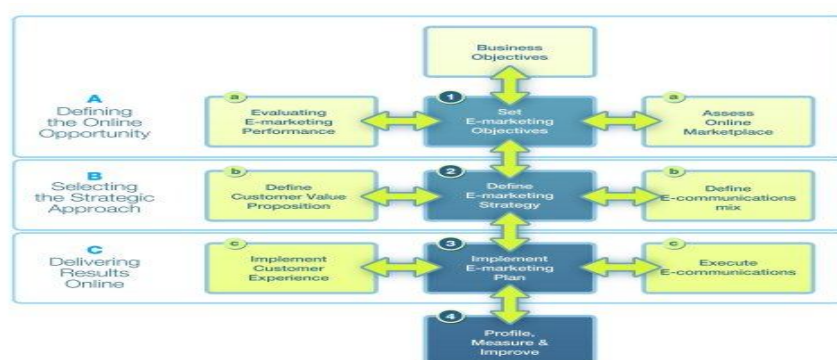 Business
Objectives
A
Defining
the Online
Opportunity
a
Evaluating
E-marketing
Performance
1
Set
E-marketing
Objectives
a
Assess
Online
Marketplace
B
Selecting
the Strategic
Approach
b
Define
Customer Value
Proposition
2
Define
E-marketing
Strategy
b
Define
E-communications
mix
C
Delivering
Results
Online
c
Implement
Customer
Experience
3
Implement
E-marketing
Plan
c
Execute
E-communications
4
Profile,
Measure &
Improve